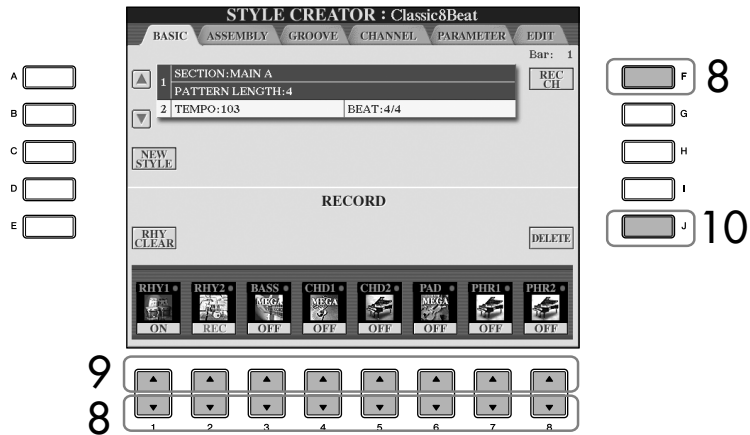 STYLE CREATOR : Classic8Beat
BASIC ASSEMBLY GROOVE CHANNEL PARAMETER EDIT
Bar: 1
1 SECTION:MAIN A
PATTERN LENGTH:4
2 TEMPO:103 BEAT:4/4
REC
CH
NEW
STYLE
RECORD
RHY
CLEAR
DELETE
RHY1 RHY2 BASS CHD1 CHD2 PAD PHR1 PHR2
MEGA MEGA MEGA
ON REC OFF OFF OFF OFF OFF OFF
A
B
C
D
E
F 8
G
H
I
J 10
9
8
1 2 3 4 5 6 7 8